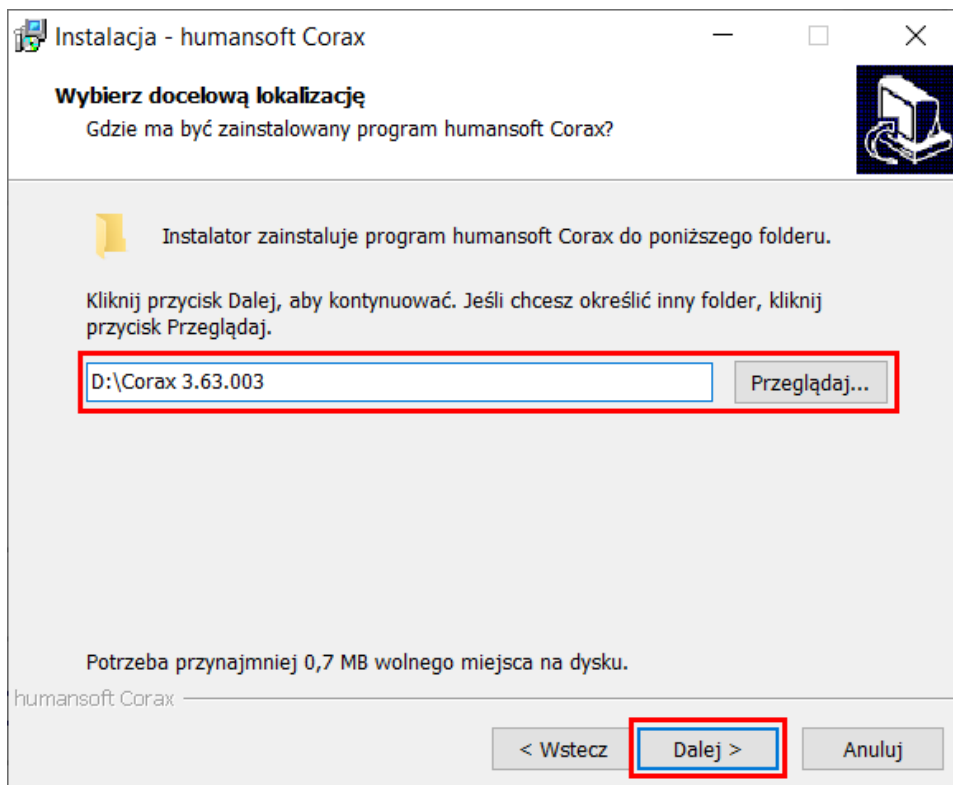 Instalacja - humansoft Corax
Wybierz docelową lokalizację
Gdzie ma być zainstalowany program humansoft Corax?
Instalator zainstaluje program humansoft Corax do poniższego folderu.
Kliknij przycisk Dalej, aby kontynuować. Jeśli chcesz określić inny folder, kliknij
przycisk Przeglądaj.
D:\Corax 3.63.003
Przeglądaj...
Potrzeba przynajmniej 0,7 MB wolnego miejsca na dysku.
humansoft Corax
< Wstecz
Dalej >
Anuluj